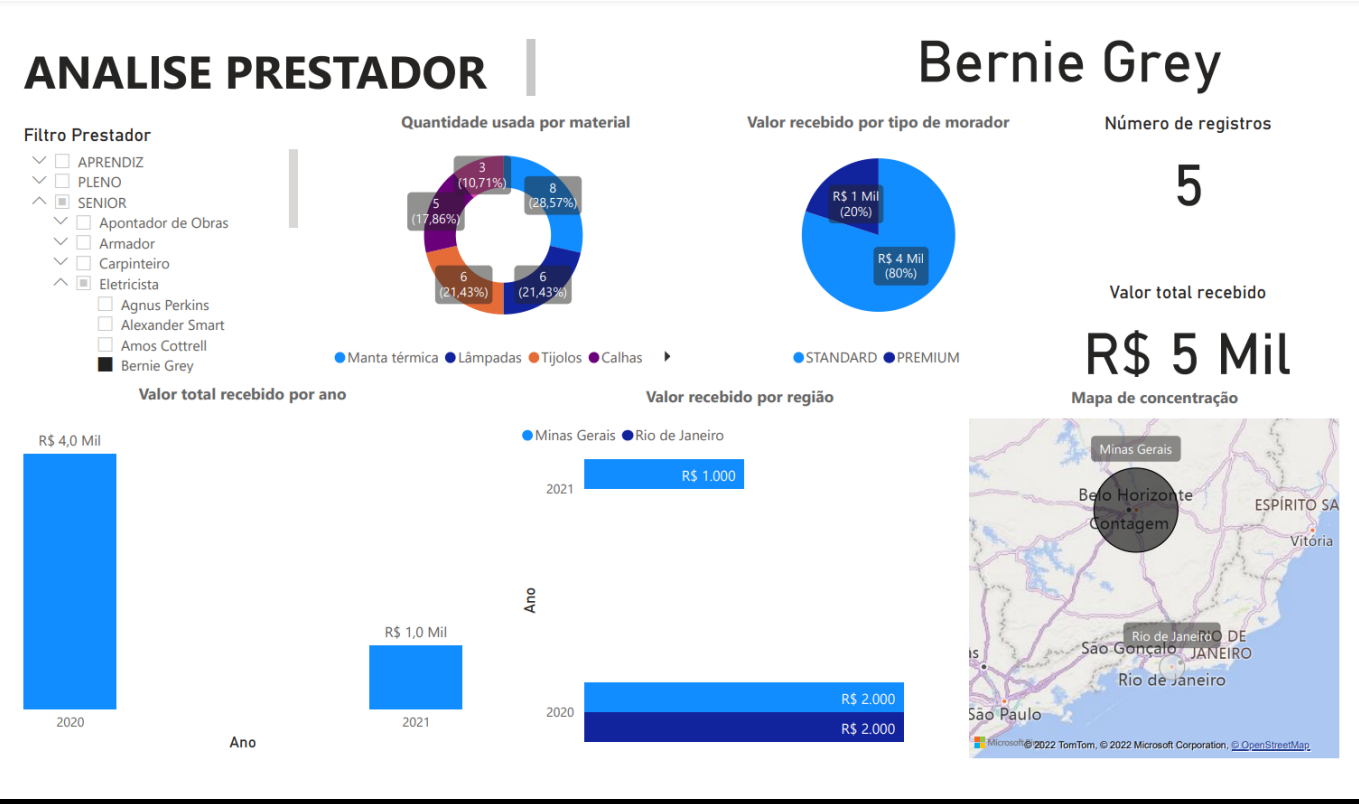 ANALISE PRESTADOR
Bernie Grey
Filtro Prestador
APRENDIZ
PLENO
SENIOR
Apontador de Obras
Armador
Carpinteiro
Eletricista
Agnus Perkins
Alexander Smart
Amos Cottrell
Bernie Grey
Quantidade usada por material
3
(10,71%)
8
(28,57%)
5
(17,86%)
6
(21,43%)
6
(21,43%)
Manta térmica Lâmpadas Tijolos Calhas
Valor recebido por tipo de morador
R$ 1 Mil
(20%)
R$ 4 Mil
(80%)
STANDARD PREMIUM
Número de registros
5
Valor total recebido
R$ 5 Mil
Valor total recebido por ano
R$ 4,0 Mil
R$ 1,0 Mil
2020 2021
Ano
Valor recebido por região
Minas Gerais Rio de Janeiro
2021
R$ 1.000
Ano
2020
R$ 2.000
R$ 2.000
Mapa de concentração
Minas Gerais
Belo Horizonte
Contagem
ESPÍRITO SA
Vitória
Rio de Janeiro
RIO DE
JANEIRO
São Gonçalo
Rio de Janeiro
São Paulo
© 2022 TomTom, © 2022 Microsoft Corporation, © OpenStreetMap